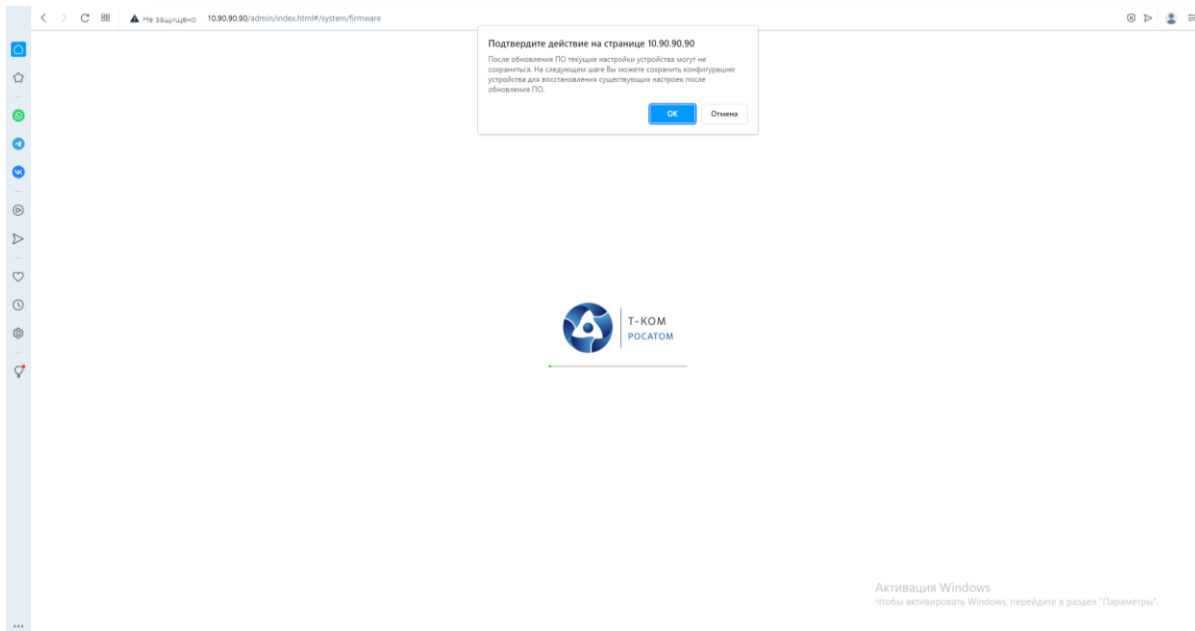 Не защищено 10.90.90.90/admin/index.html#/system/firmware
Подтвердите действие на странице 10.90.90.90
После обновления ПО текущие настройки устройства могут не
сохраниться. На следующем шаге Вы можете сохранить конфигурацию
устройства для восстановления существующих настроек после
обновления ПО.
ОК Отмена
Т-КОМ
РОСАТОМ
Активация Windows
Чтобы активировать Windows, перейдите в раздел "Параметры".